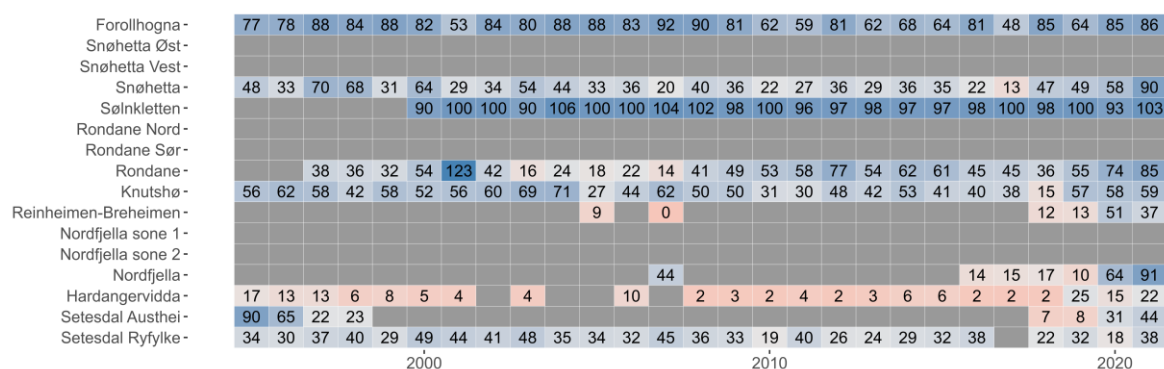 Forollhogna - 77 78 88 84 88 82 53 84 80 88 88 83 92 90 81 62 59 81 62 68 64 81 48 85 64 85 86
Snøhetta Øst -
Snøhetta Vest -
Snøhetta - 48 33 70 68 31 64 29 34 54 44 33 36 20 40 36 22 27 36 29 36 35 22 13 47 49 58 90
Sølnkletten - 90 100 100 90 106 100 100 104 102 98 100 96 97 98 97 97 98 100 98 100 93 103
Rondane Nord -
Rondane Sør -
Rondane - 38 36 32 54 123 42 16 24 18 22 14 41 49 53 58 77 54 62 61 45 45 36 55 74 85
Knutshø - 56 62 58 42 58 52 56 60 69 71 27 44 62 50 50 31 30 48 42 53 41 40 38 15 57 58 59
Reinheimen-Breheimen - 9 0 12 13 51 37
Nordfjella sone 1 -
Nordfjella sone 2 -
Nordfjella - 44 14 15 17 10 64 91
Hardangervidda - 17 13 13 6 8 5 4 4 10 2 3 2 4 2 3 6 6 2 2 2 25 15 22
Setesdal Austhei - 90 65 22 23 7 8 31 44
Setesdal Ryfylke - 34 30 37 40 29 49 44 41 48 35 34 32 45 36 33 19 40 26 24 29 32 38 22 32 18 38
2000 2010 2020